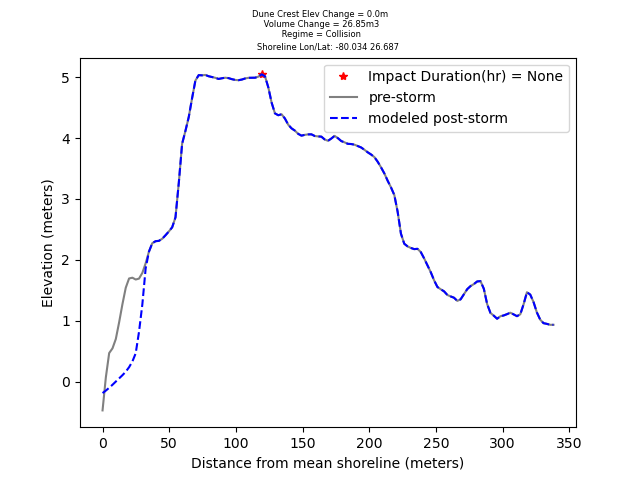 Dune Crest Elev Change = 0.0m
Volume Change = 26.85m3
Regime = Collision
Shoreline Lon/Lat: -80.034 26.687
Impact Duration(hr) = None
pre-storm
modeled post-storm
Elevation (meters)
5
4
3
2
1
0
0 50 100 150 200 250 300 350
Distance from mean shoreline (meters)